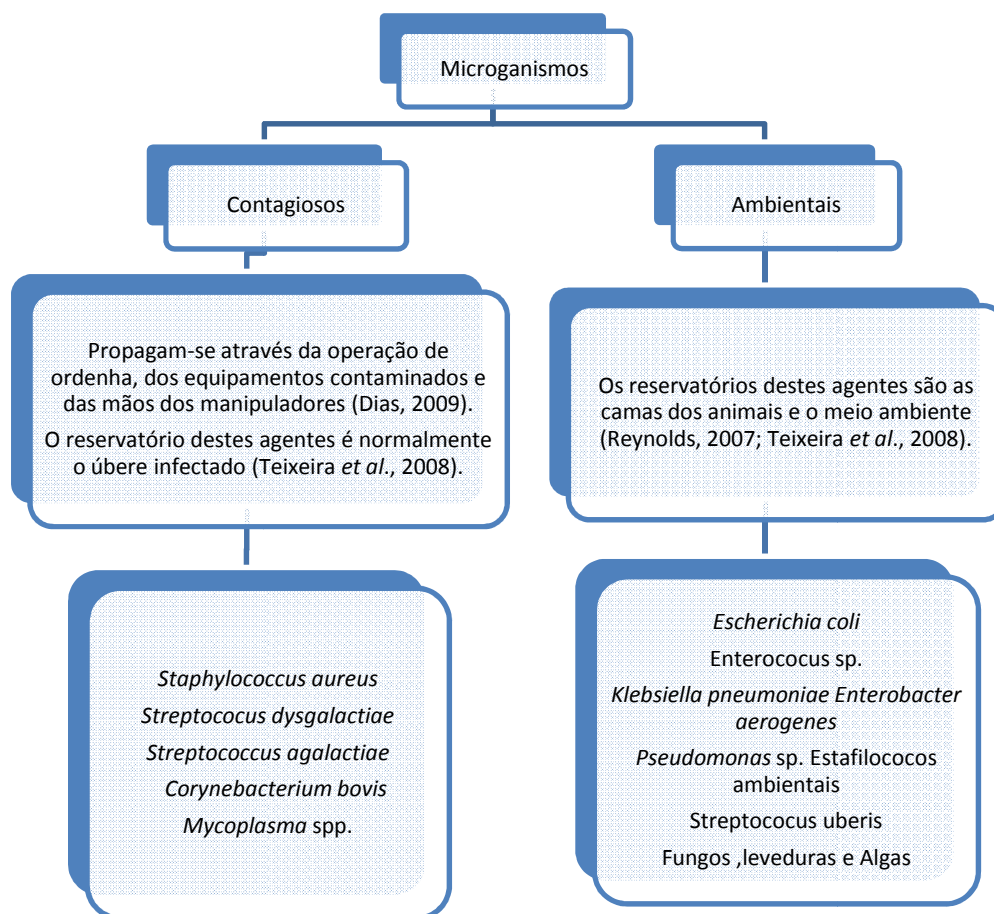 Microganismos
Contagiosos
Ambientais
Propagam-se através da operação de
ordenha, dos equipamentos contaminados e
das mãos dos manipuladores (Dias, 2009).
O reservatório destes agentes é normalmente
o úbere infectado (Teixeira et al., 2008).
Os reservatórios destes agentes são as
camas dos animais e o meio ambiente
(Reynolds, 2007; Teixeira et al., 2008).
Staphylococcus aureus
Streptococus dysgalactiae
Streptococcus agalactiae
Corynebacterium bovis
Mycoplasma spp.
Escherichia coli
Enterococus sp.
Klebsiella pneumoniae Enterobacter
aerogenes
Pseudomonas sp. Estafilococos
ambientais
Streptococus uberis
Fungos ,leveduras e Algas